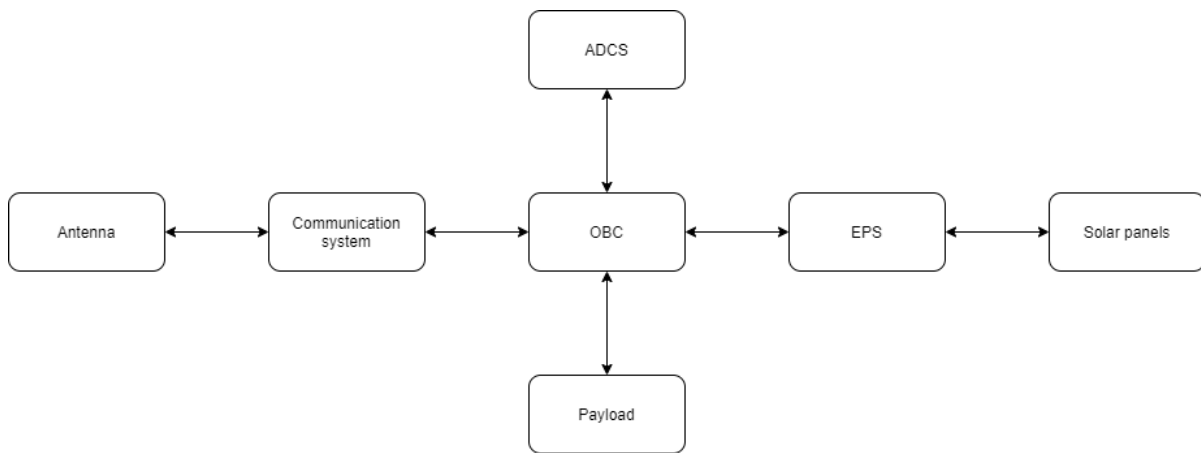 ADCS
Antenna
Communication
system
OBC
EPS
Solar panels
Payload